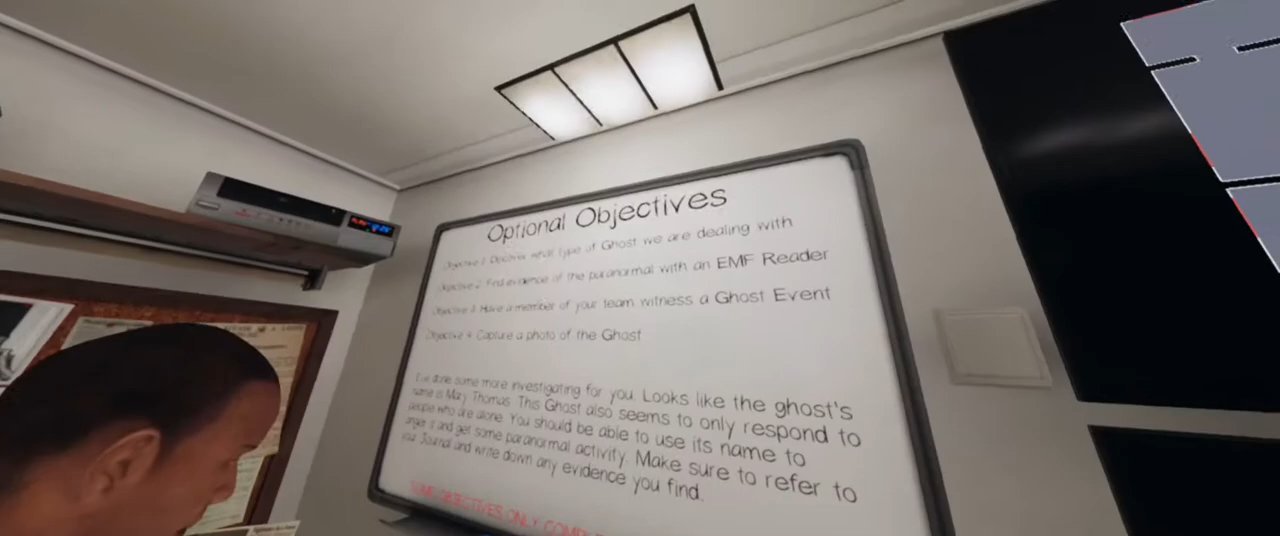 Optional Objectives
Objective 1: Discover what type of Ghost we are dealing with
Objective 2: Find evidence of the paranormal with an EMF Reader
Objective 3: Have a member of your team witness a Ghost Event
Objective 4: Capture a photo of the Ghost
I've done some more investigating for you. Looks like the ghost's
name is Mary Thomas. This Ghost also seems to only respond to
people who are alone. You should be able to use its name to
anger it and get some paranormal activity. Make sure to refer to
your Journal and write down any evidence you find.
SOME OBJECTIVES ONLY